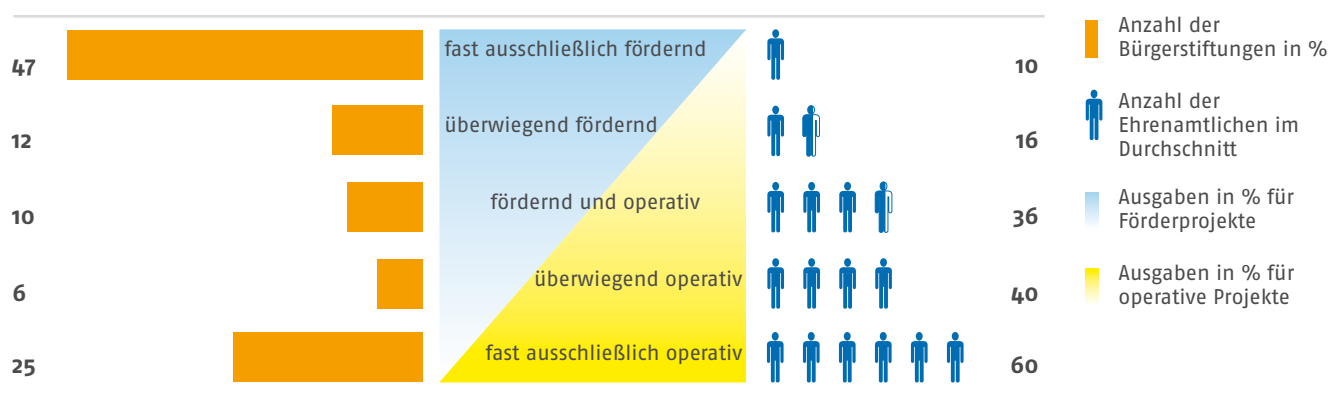 47 fast ausschließlich fördernd 10
12 überwiegend fördernd 16
10 fördernd und operativ 36
6 überwiegend operativ 40
25 fast ausschließlich operativ 60
Anzahl der
Bürgerstiftungen in %
Anzahl der
Ehrenamtlichen im
Durchschnitt
Ausgaben in % für
Förderprojekte
Ausgaben in % für
operative Projekte